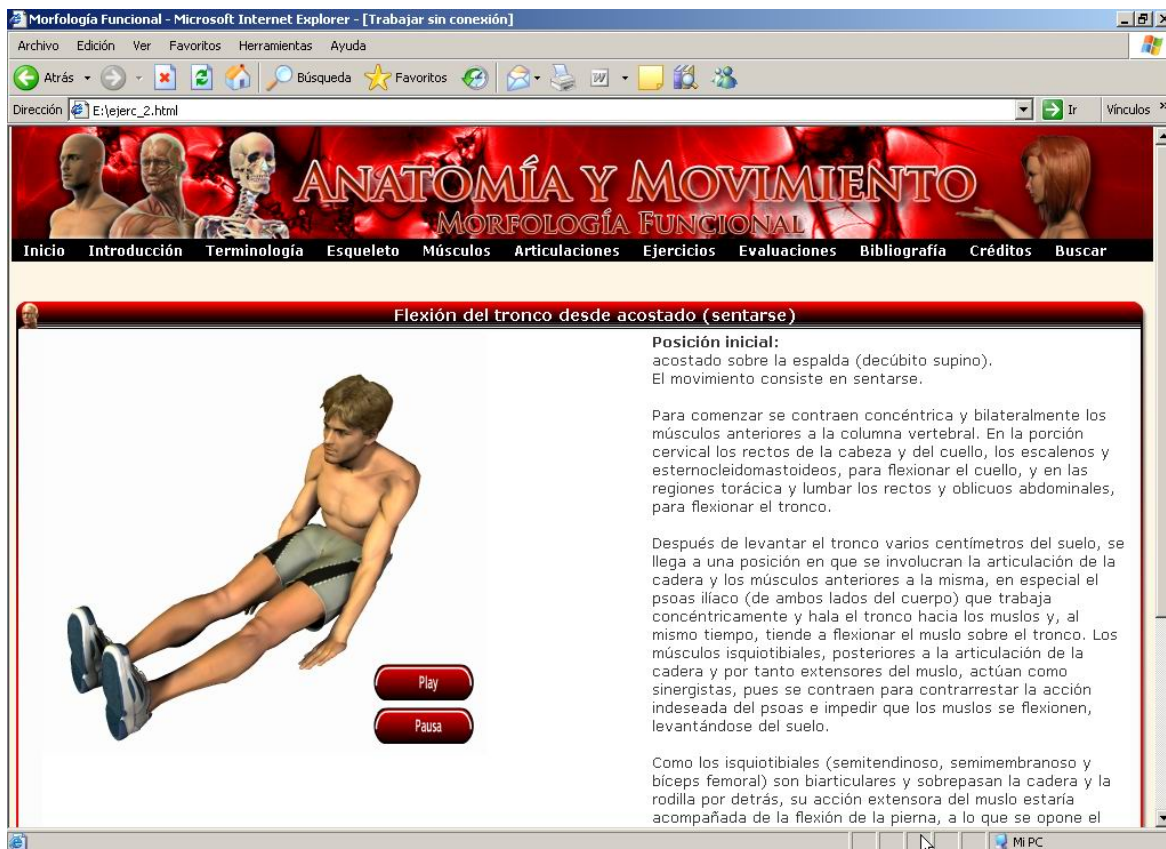 Morfología Funcional - Microsoft Internet Explorer - [Trabajar sin conexión]
Archivo Edición Ver Favoritos Herramientas Ayuda
Atrás Búsqueda Favoritos
Dirección E:\ejerc_2.html Ir Vínculos »
ANATOMÍA Y MOVIMIENTO
MORFOLOGÍA FUNCIONAL
Inicio Introducción Terminología Esqueleto Músculos Articulaciones Ejercicios Evaluaciones Bibliografía Créditos Buscar
Flexión del tronco desde acostado (sentarse)
Posición inicial:
acostado sobre la espalda (decúbito supino).
El movimiento consiste en sentarse.
Para comenzar se contraen concéntrica y bilateralmente los
músculos anteriores a la columna vertebral. En la porción
cervical los rectos de la cabeza y del cuello, los escalenos y
esternocleidomastoideos, para flexionar el cuello, y en las
regiones torácica y lumbar los rectos y oblicuos abdominales,
para flexionar el tronco.
Después de levantar el tronco varios centímetros del suelo, se
llega a una posición en que se involucran la articulación de la
cadera y los músculos anteriores a la misma, en especial el
psoas ilíaco (de ambos lados del cuerpo) que trabaja
concéntricamente y hala el tronco hacia los muslos y, al
mismo tiempo, tiende a flexionar el muslo sobre el tronco. Los
músculos isquiotibiales, posteriores a la articulación de la
cadera y por tanto extensores del muslo, actúan como
sinergistas, pues se contraen para contrarrestar la acción
indeseada del psoas e impedir que los muslos se flexionen,
levantándose del suelo.
Como los isquiotibiales (semitendinoso, semimembranoso y
bíceps femoral) son biarticulares y sobrepasan la cadera y la
rodilla por detrás, su acción extensora del muslo estaría
acompañada de la flexión de la pierna, a lo que se opone el
Play
Pausa
Mi PC